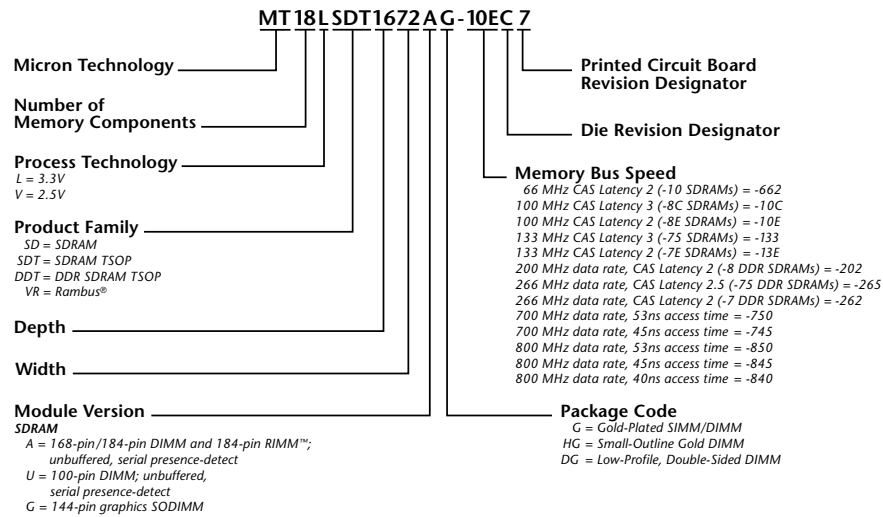 MT18LSDT1672AG-10EC7
Micron Technology
Number of
Memory Components
Process Technology
L = 3.3V
V = 2.5V
Product Family
SD = SDRAM
SDT = SDRAM TSOP
DDT = DDR SDRAM TSOP
VR = Rambus®
Depth
Width
Module Version
SDRAM
A = 168-pin/184-pin DIMM and 184-pin RIMM™;
unbuffered, serial presence-detect
U = 100-pin DIMM; unbuffered,
serial presence-detect
G = 144-pin graphics SODIMM
Printed Circuit Board
Revision Designator
Die Revision Designator
Memory Bus Speed
66 MHz CAS Latency 2 (-10 SDRAMs) = -662
100 MHz CAS Latency 3 (-8C SDRAMs) = -10C
100 MHz CAS Latency 2 (-8E SDRAMs) = -10E
133 MHz CAS Latency 3 (-75 SDRAMs) = -133
133 MHz CAS Latency 2 (-7E SDRAMs) = -13E
200 MHz data rate, CAS Latency 2 (-8 DDR SDRAMs) = -202
266 MHz data rate, CAS Latency 2.5 (-75 DDR SDRAMs) = -265
266 MHz data rate, CAS Latency 2 (-7 DDR SDRAMs) = -262
700 MHz data rate, 53ns access time = -750
700 MHz data rate, 45ns access time = -745
800 MHz data rate, 53ns access time = -850
800 MHz data rate, 45ns access time = -845
800 MHz data rate, 40ns access time = -840
Package Code
G = Gold-Plated SIMM/DIMM
HG = Small-Outline Gold DIMM
DG = Low-Profile, Double-Sided DIMM